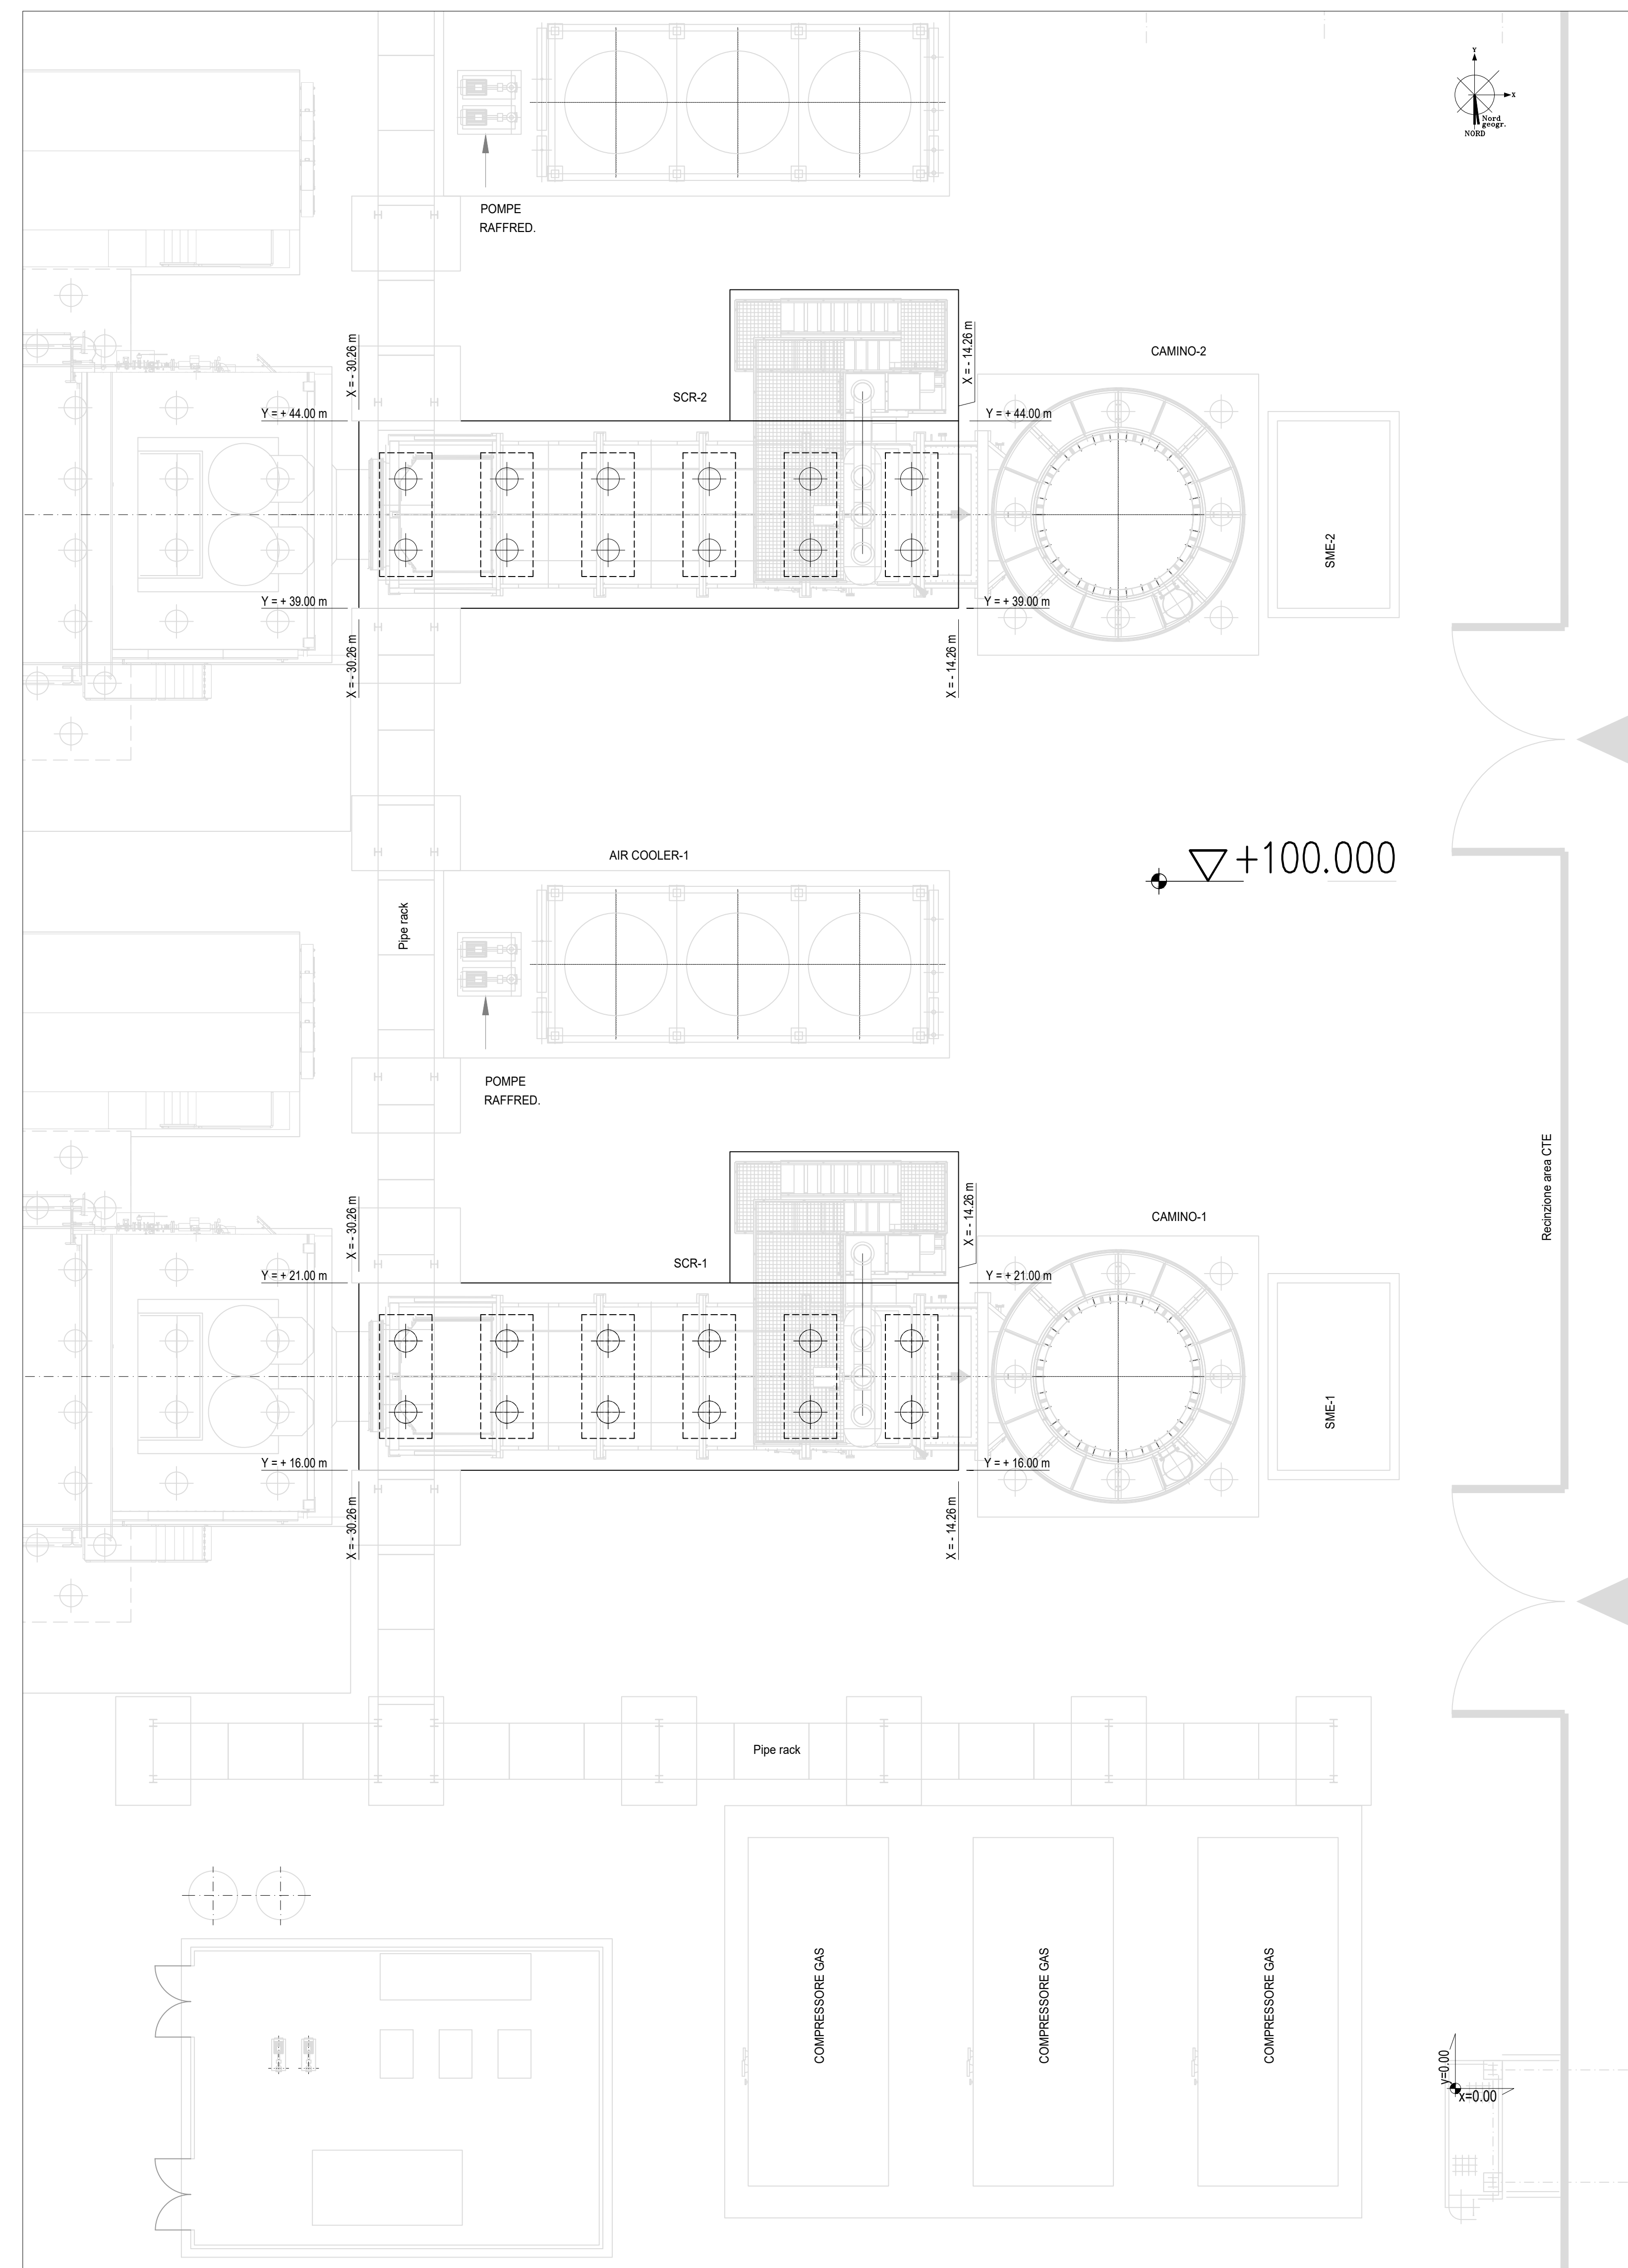 Y
X
Nord
geogr.
NORD
POMPE
RAFFRED.
X = - 30.26 m
X = - 14.26 m
CAMINO-2
SCR-2
Y = + 44.00 m
Y = + 44.00 m
SME-2
Y = + 39.00 m
Y = + 39.00 m
X = - 30.26 m
X = - 14.26 m
AIR COOLER-1
+100.000
Pipe rack
POMPE
RAFFRED.
Recinzione area CTE
X = - 30.26 m
X = - 14.26 m
CAMINO-1
SCR-1
Y = + 21.00 m
Y = + 21.00 m
SME-1
Y = + 16.00 m
Y = + 16.00 m
X = - 30.26 m
X = - 14.26 m
Pipe rack
COMPRESSORE GAS
COMPRESSORE GAS
COMPRESSORE GAS
y=0.00
x=0.00